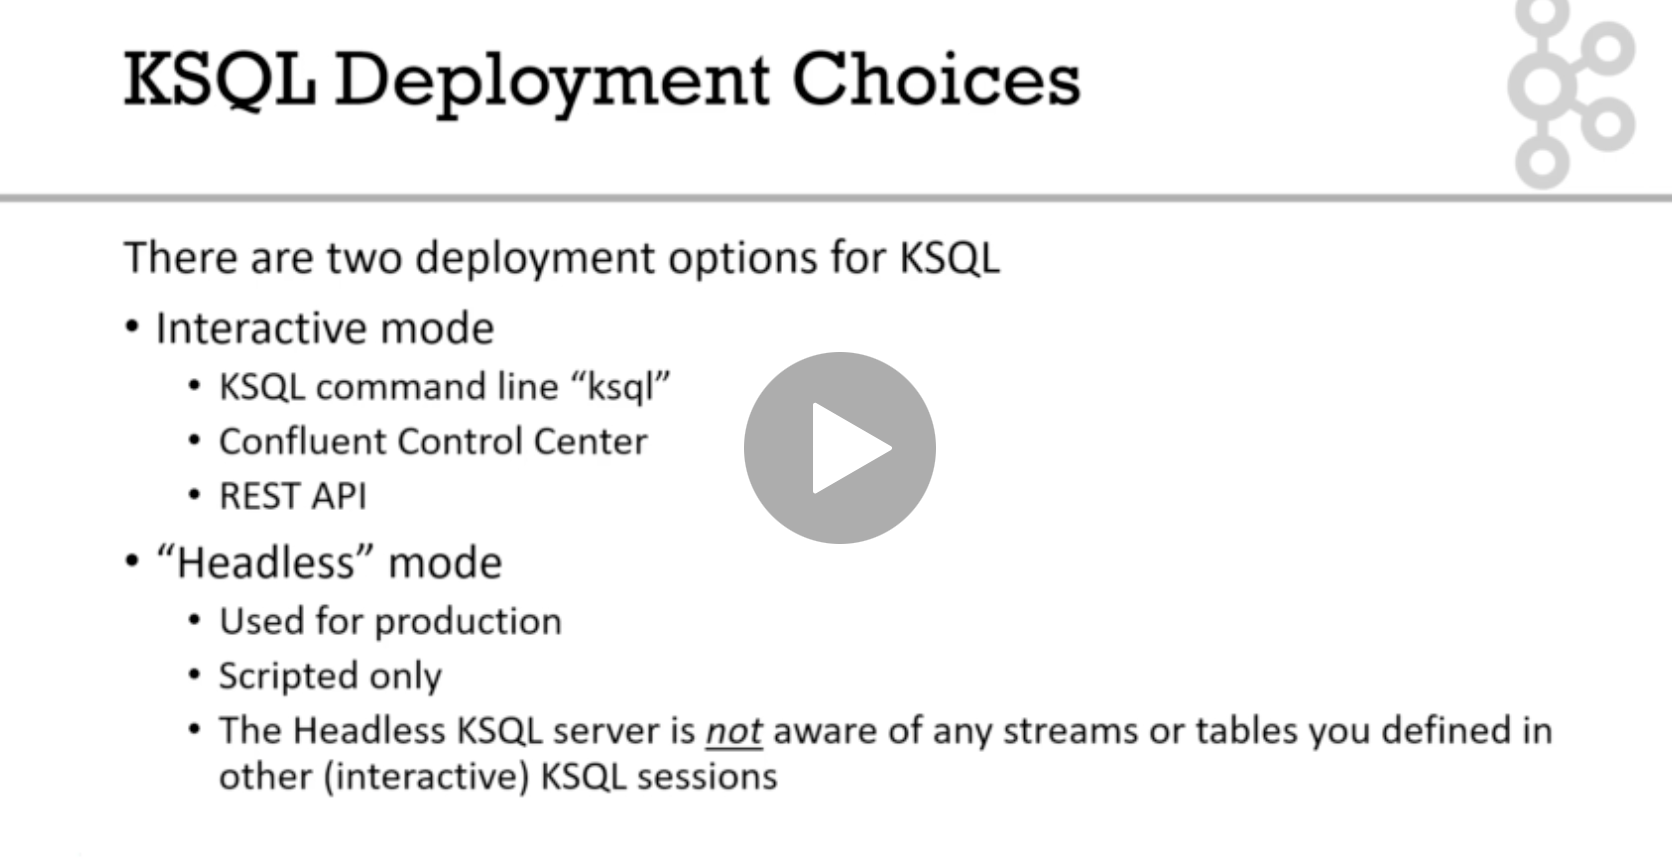 KSQL Deployment Choices
There are two deployment options for KSQL
• Interactive mode
• KSQL command line “ksql”
• Confluent Control Center
• REST API
• “Headless” mode
• Used for production
• Scripted only
• The Headless KSQL server is not aware of any streams or tables you defined in
other (interactive) KSQL sessions